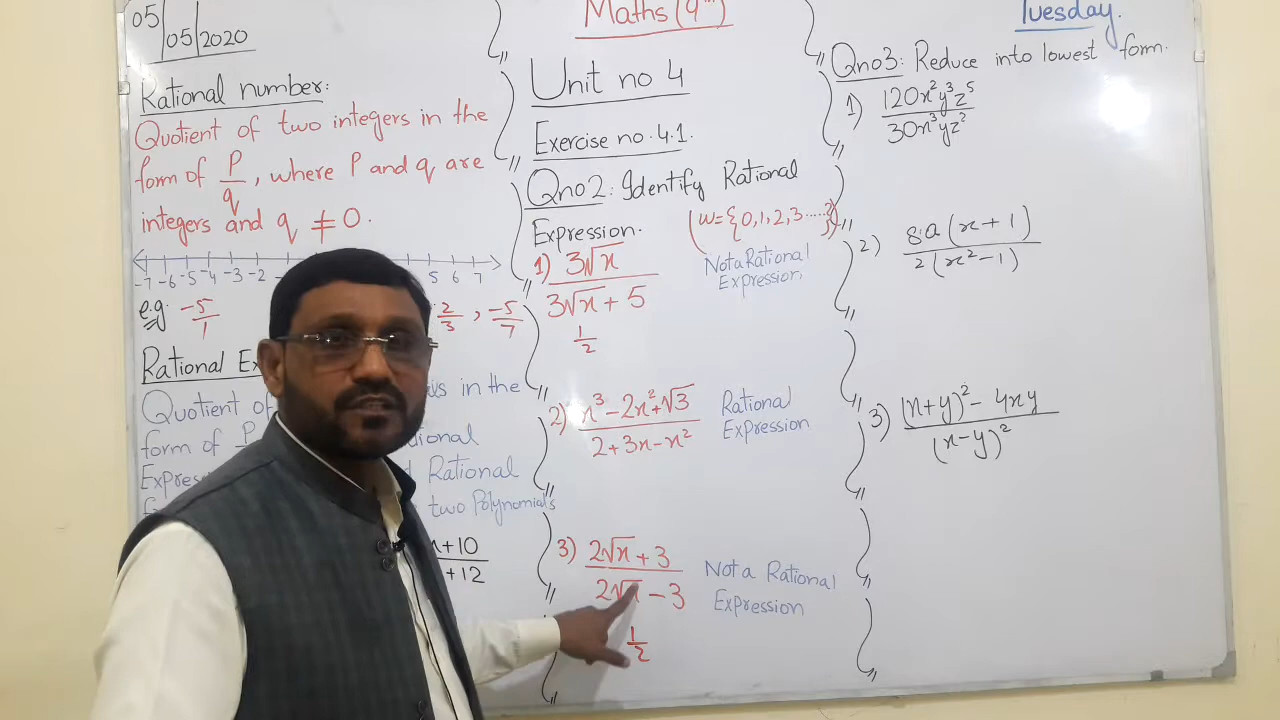 05/05/2020
Rational number:
Quotient of two integers in the
form of P/q, where P and q are
integers and q ≠ 0.
-7 -6 -5 -4 -3 -2 5 6 7
e.g: -5/1 2/3 , -5/7
Rational
in the
Quotient of
form of P
Rational
two Polynomials
+10
+12
Maths (9th)
Unit no 4
Exercise no.4.1.
Qno2: Identify Rational
Expression.
(W={0,1,2,3.....})
1) 3√x / 3√x + 5
Not a Rational
Expression
1/2
2) x³ – 2x² + √3 / 2 + 3x – x²
Rational
Expression
3) 2√x + 3 / 2√x – 3
Not a Rational
Expression
1/2
Tuesday.
Qno3: Reduce into lowest form.
1) 120x²y³z⁵ / 30x³yz²
2) 8a(x+1) / 2(x²–1)
3) (x+y)² – 4xy / (x–y)²